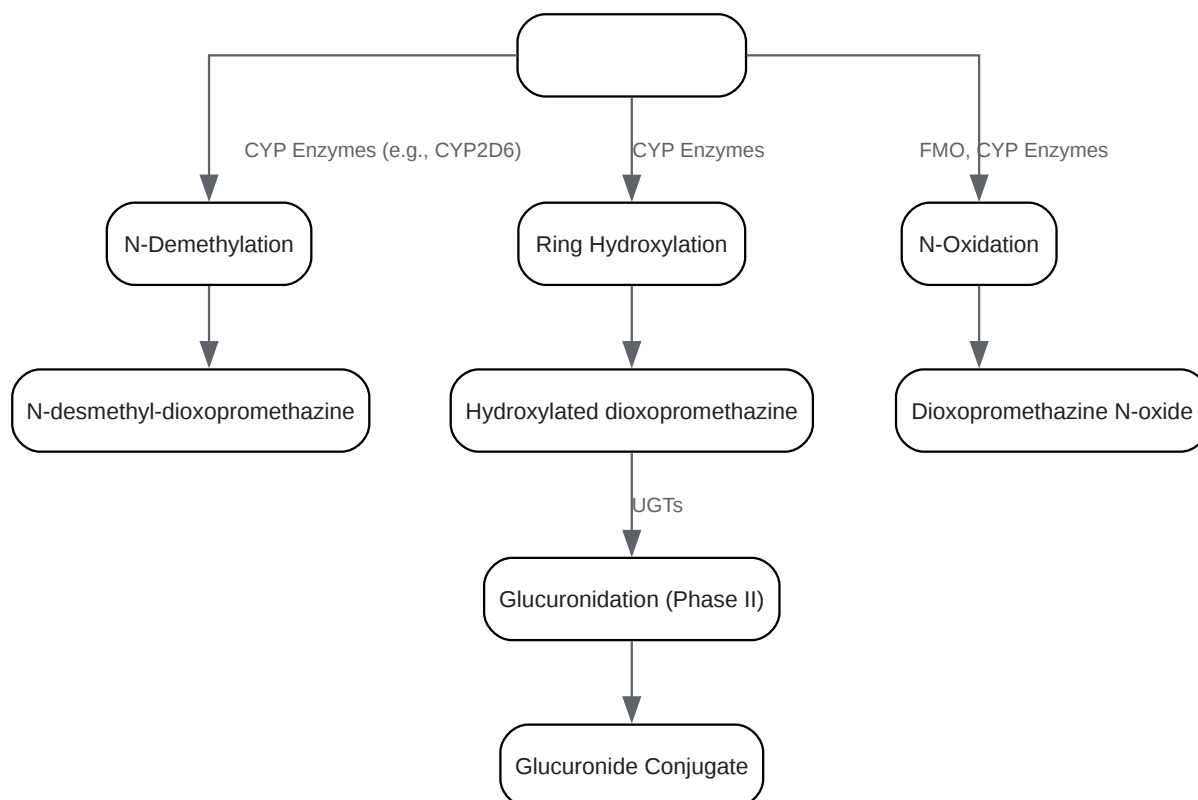 CYP Enzymes (e.g., CYP2D6)
CYP Enzymes
FMO, CYP Enzymes
N-Demethylation
Ring Hydroxylation
N-Oxidation
N-desmethyl-dioxopromethazine
Hydroxylated dioxopromethazine
Dioxopromethazine N-oxide
UGTs
Glucuronidation (Phase II)
Glucuronide Conjugate